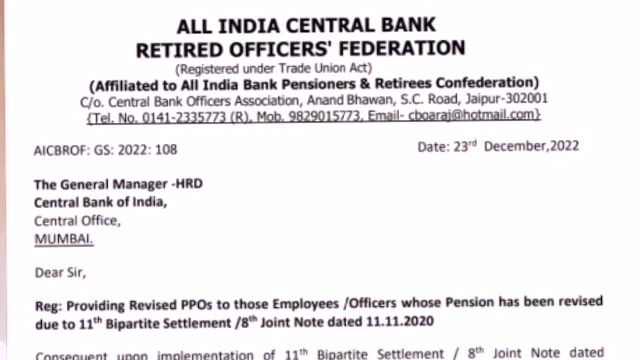 ALL INDIA CENTRAL BANK
RETIRED OFFICERS' FEDERATION
(Registered under Trade Union Act)
(Affiliated to All India Bank Pensioners & Retirees Confederation)
C/o. Central Bank Officers Association, Anand Bhawan, S.C. Road, Jaipur-302001
{Tel. No. 0141-2335773 (R), Mob. 9829015773, Email- cboaraj@hotmail.com}
AICBROF: GS: 2022: 108 Date: 23rd December,2022
The General Manager -HRD
Central Bank of India,
Central Office,
MUMBAI.
Dear Sir,
Reg: Providing Revised PPOs to those Employees /Officers whose Pension has been revised
due to 11th Bipartite Settlement /8th Joint Note dated 11.11.2020
Consequent upon implementation of 11th Bipartite Settlement / 8th Joint Note dated